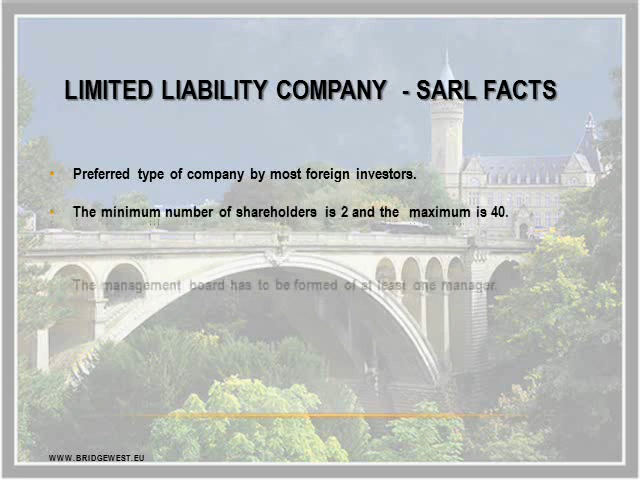 LIMITED LIABILITY COMPANY - SARL FACTS
• Preferred type of company by most foreign investors.
• The minimum number of shareholders is 2 and the maximum is 40.
The management board has to be formed of at least one manager.
WWW.BRIDGEWEST.EU